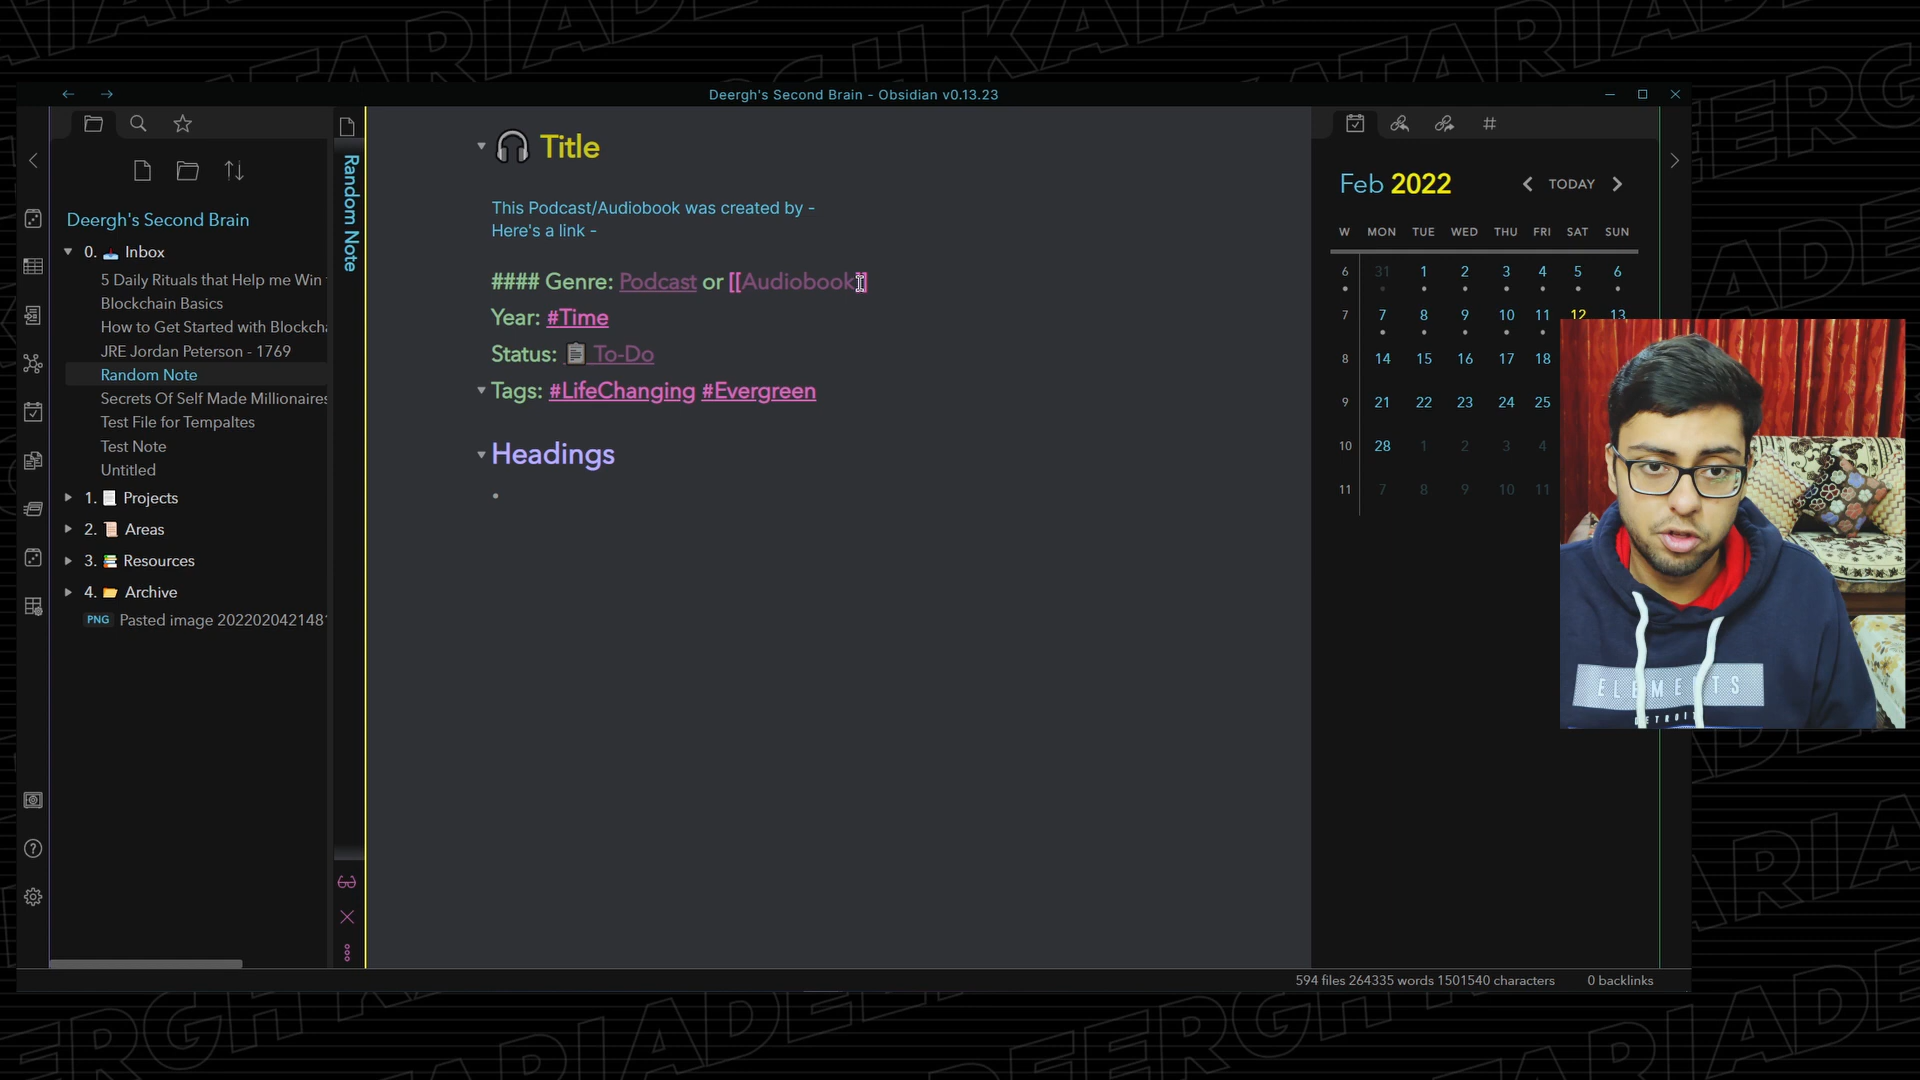 Deergh's Second Brain - Obsidian v0.13.23
Deergh's Second Brain
0. Inbox
5 Daily Rituals that Help me Win
Blockchain Basics
How to Get Started with Blockcha
JRE Jordan Peterson - 1769
Random Note
Secrets Of Self Made Millionaires
Test File for Tempaltes
Test Note
Untitled
1. Projects
2. Areas
3. Resources
4. Archive
PNG Pasted image 2022020421481
Random Note
Title
This Podcast/Audiobook was created by -
Here's a link -
#### Genre: Podcast or [[Audiobook]]
Year: #Time
Status: To-Do
Tags: #LifeChanging #Evergreen
Headings
Feb 2022
TODAY
W MON TUE WED THU FRI SAT SUN
6 31 1 2 3 4 5 6
7 7 8 9 10 11 12 13
8 14 15 16 17 18
9 21 22 23 24 25
10 28 1 2 3 4
11 7 8 9 10 11
ELEMENTS
DETROIT
594 files 264335 words 1501540 characters 0 backlinks